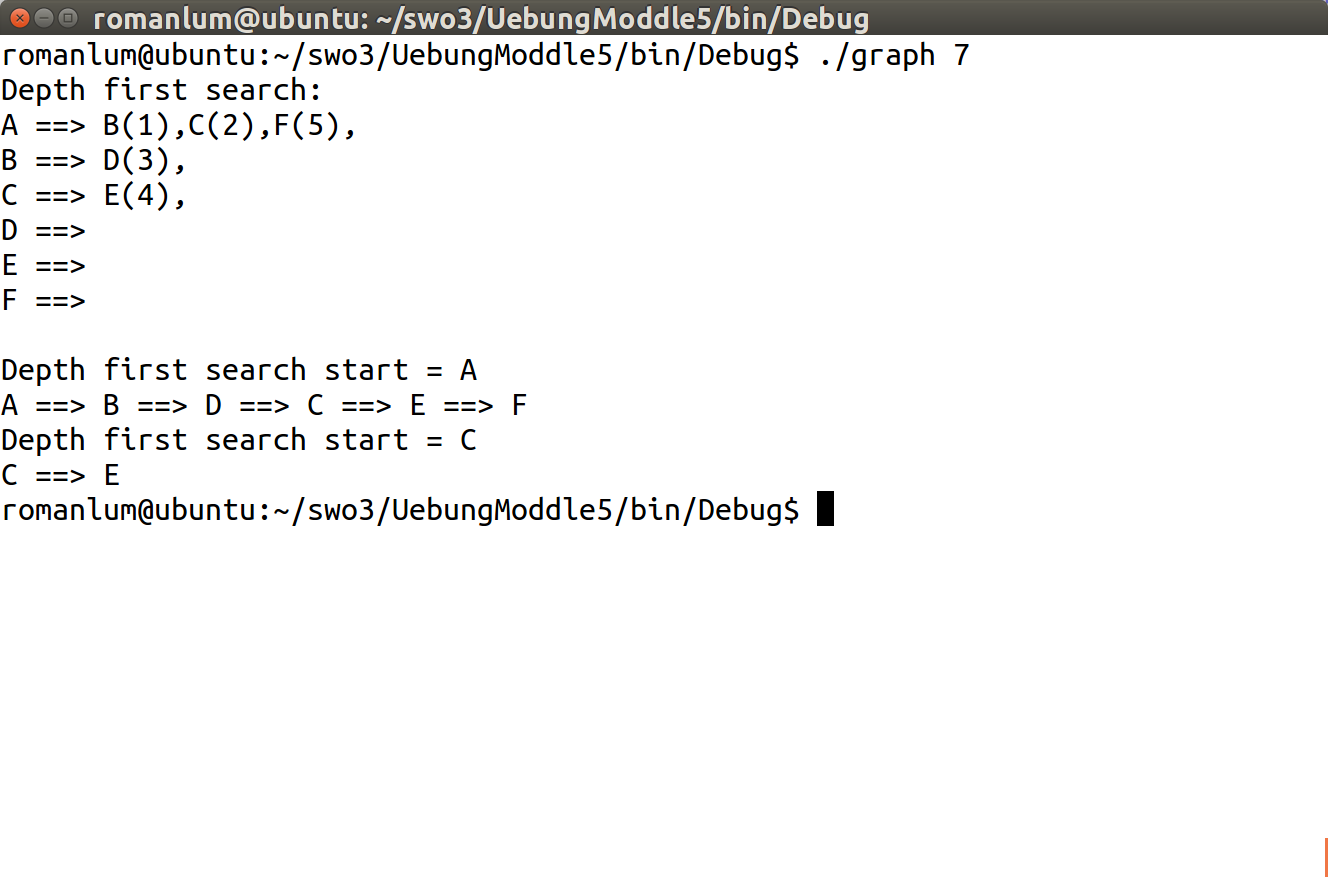 romanlum@ubuntu: ~/swo3/UebungModdle5/bin/Debug
romanlum@ubuntu:~/swo3/UebungModdle5/bin/Debug$ ./graph 7
Depth first search:
A ==> B(1),C(2),F(5),
B ==> D(3),
C ==> E(4),
D ==>
E ==>
F ==>
Depth first search start = A
A ==> B ==> D ==> C ==> E ==> F
Depth first search start = C
C ==> E
romanlum@ubuntu:~/swo3/UebungModdle5/bin/Debug$